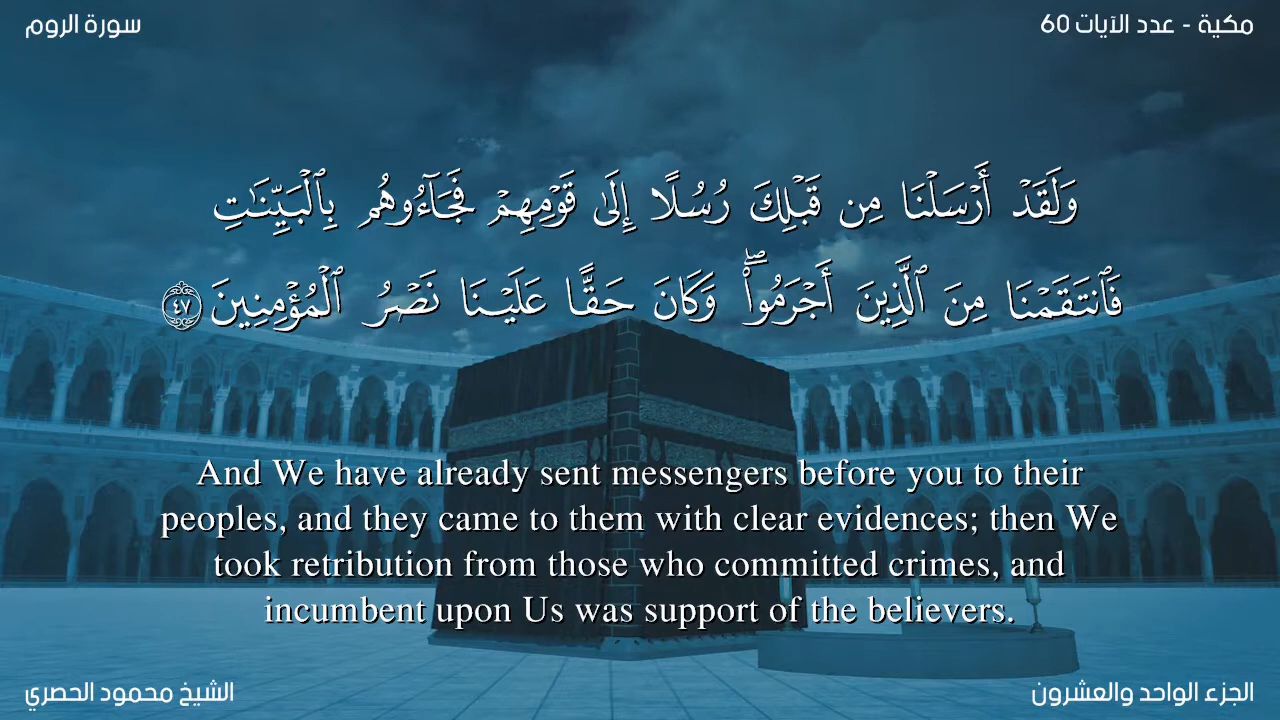 مكية - عدد الآيات 60
سورة الروم
وَلَقَدْ أَرْسَلْنَا مِن قَبْلِكَ رُسُلًا إِلَىٰ قَوْمِهِمْ فَجَآءُوهُم بِٱلْبَيِّنَـٰتِ
فَٱنتَقَمْنَا مِنَ ٱلَّذِينَ أَجْرَمُوا۟ ۖ وَكَانَ حَقًّا عَلَيْنَا نَصْرُ ٱلْمُؤْمِنِينَ ٤٧
And We have already sent messengers before you to their
peoples, and they came to them with clear evidences; then We
took retribution from those who committed crimes, and
incumbent upon Us was support of the believers.
الجزء الواحد والعشرون
الشيخ محمود الحصري